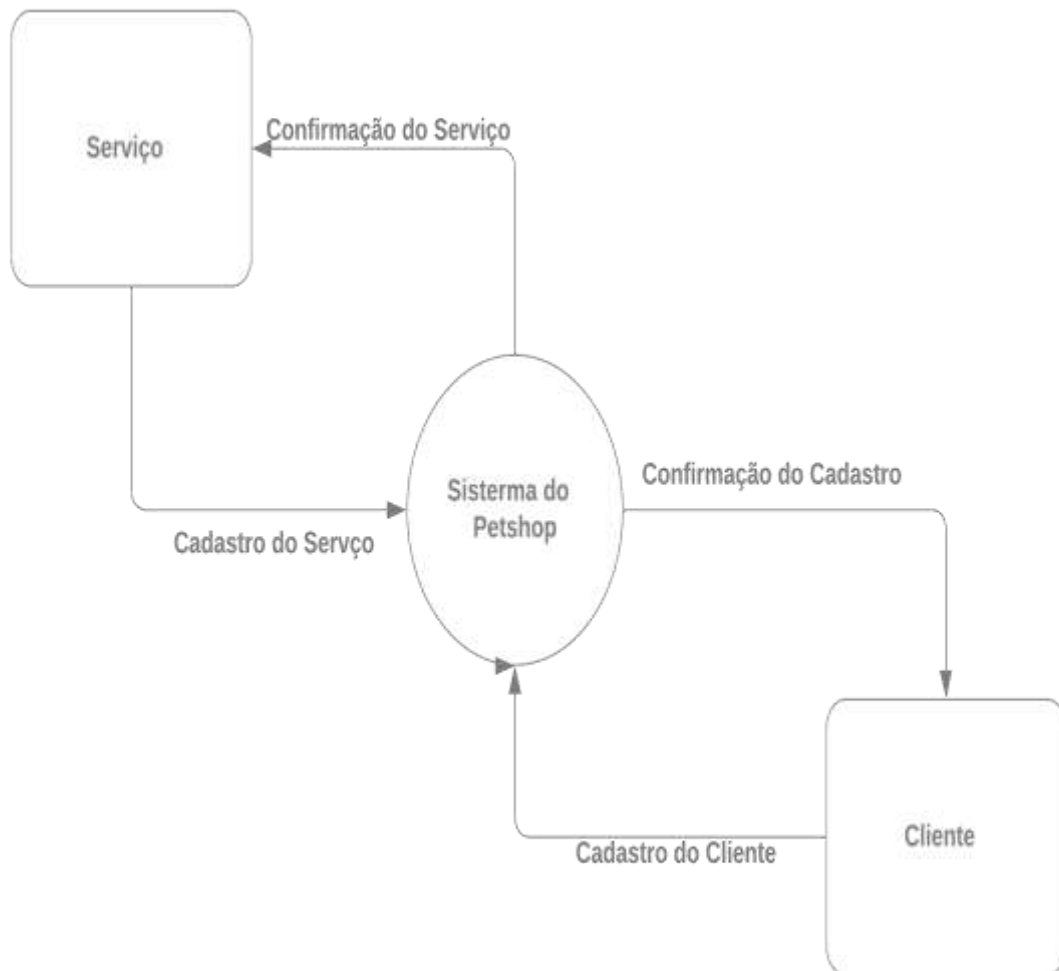 Serviço
Confirmação do Serviço
Sisterma do
Petshop
Confirmação do Cadastro
Cadastro do Servço
Cliente
Cadastro do Cliente